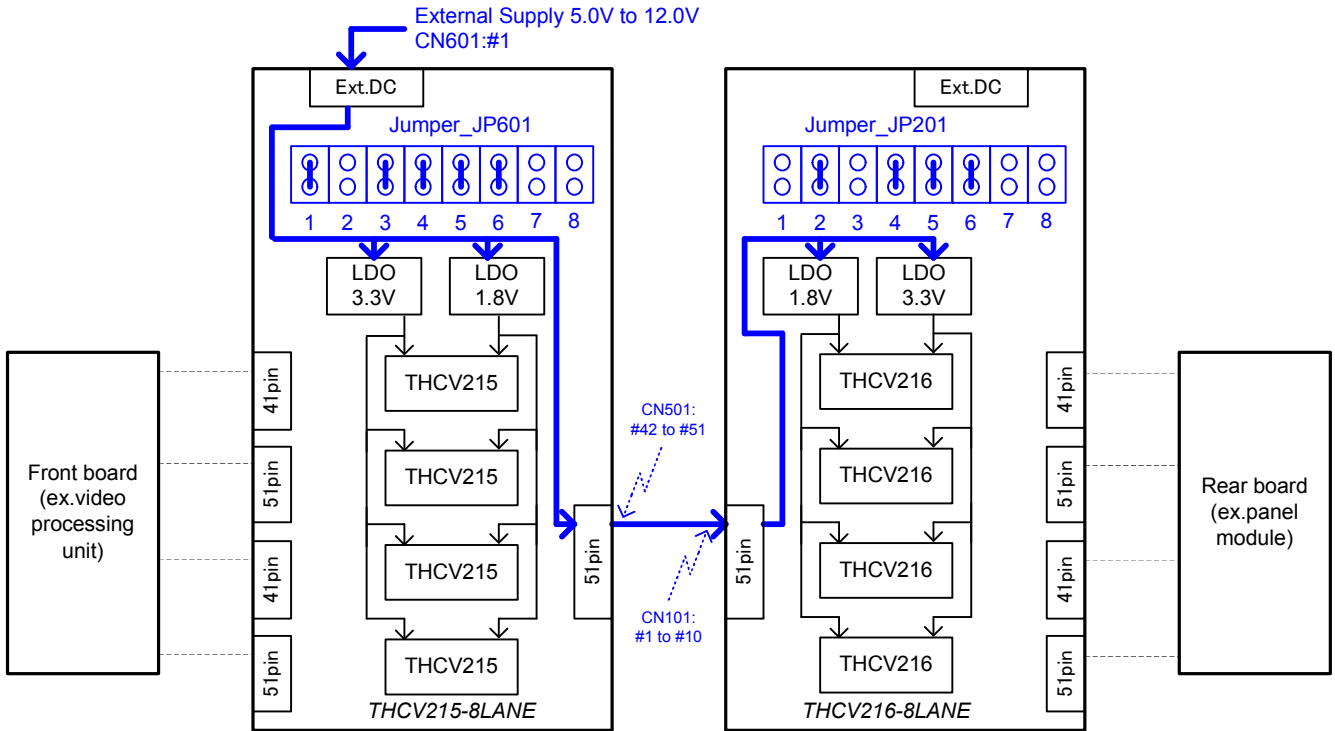 External Supply 5.0V to 12.0V
CN601:#1
Ext.DC
Jumper_JP601
1 2 3 4 5 6 7 8
LDO
3.3V
LDO
1.8V
THCV215
THCV215
THCV215
THCV215
41pin
51pin
41pin
51pin
51pin
THCV215-8LANE
Front board
(ex.video
processing
unit)
CN501:
#42 to #51
CN101:
#1 to #10
Ext.DC
Jumper_JP201
1 2 3 4 5 6 7 8
LDO
1.8V
LDO
3.3V
THCV216
THCV216
THCV216
THCV216
51pin
41pin
51pin
41pin
51pin
THCV216-8LANE
Rear board
(ex.panel
module)